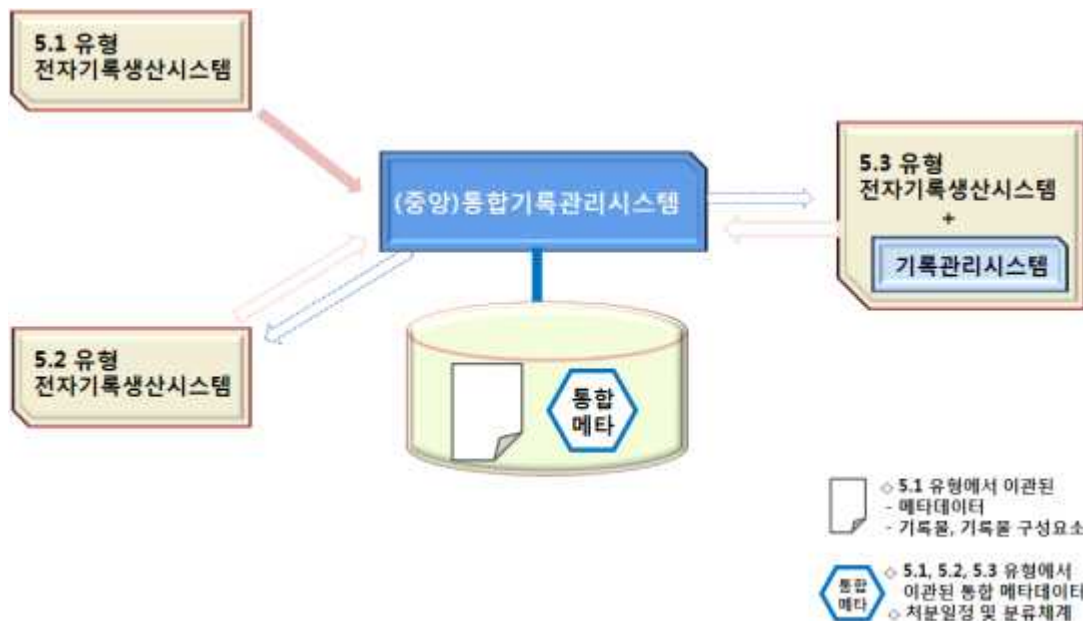 5.1 유형
전자기록생산시스템
(중앙)통합기록관리시스템
5.3 유형
전자기록생산시스템
+
기록관리시스템
5.2 유형
전자기록생산시스템
통합
메타
◇ 5.1 유형에서 이관된
- 메타데이터
- 기록물, 기록물 구성요소
통합
메타
◇ 5.1, 5.2, 5.3 유형에서
이관된 통합 메타데이터
◇ 처분일정 및 분류체계